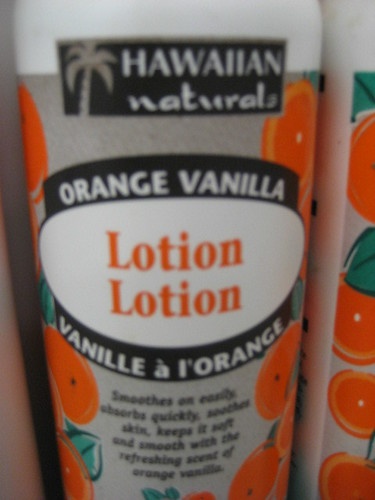 HAWAIIAN
naturals
ORANGE VANILLA
Lotion
Lotion
VANILLE à l'ORANGE
Smoothes on easily,
absorbs quickly, soothes
skin, keeps it soft
and smooth with the
refreshing scent of
orange vanilla.